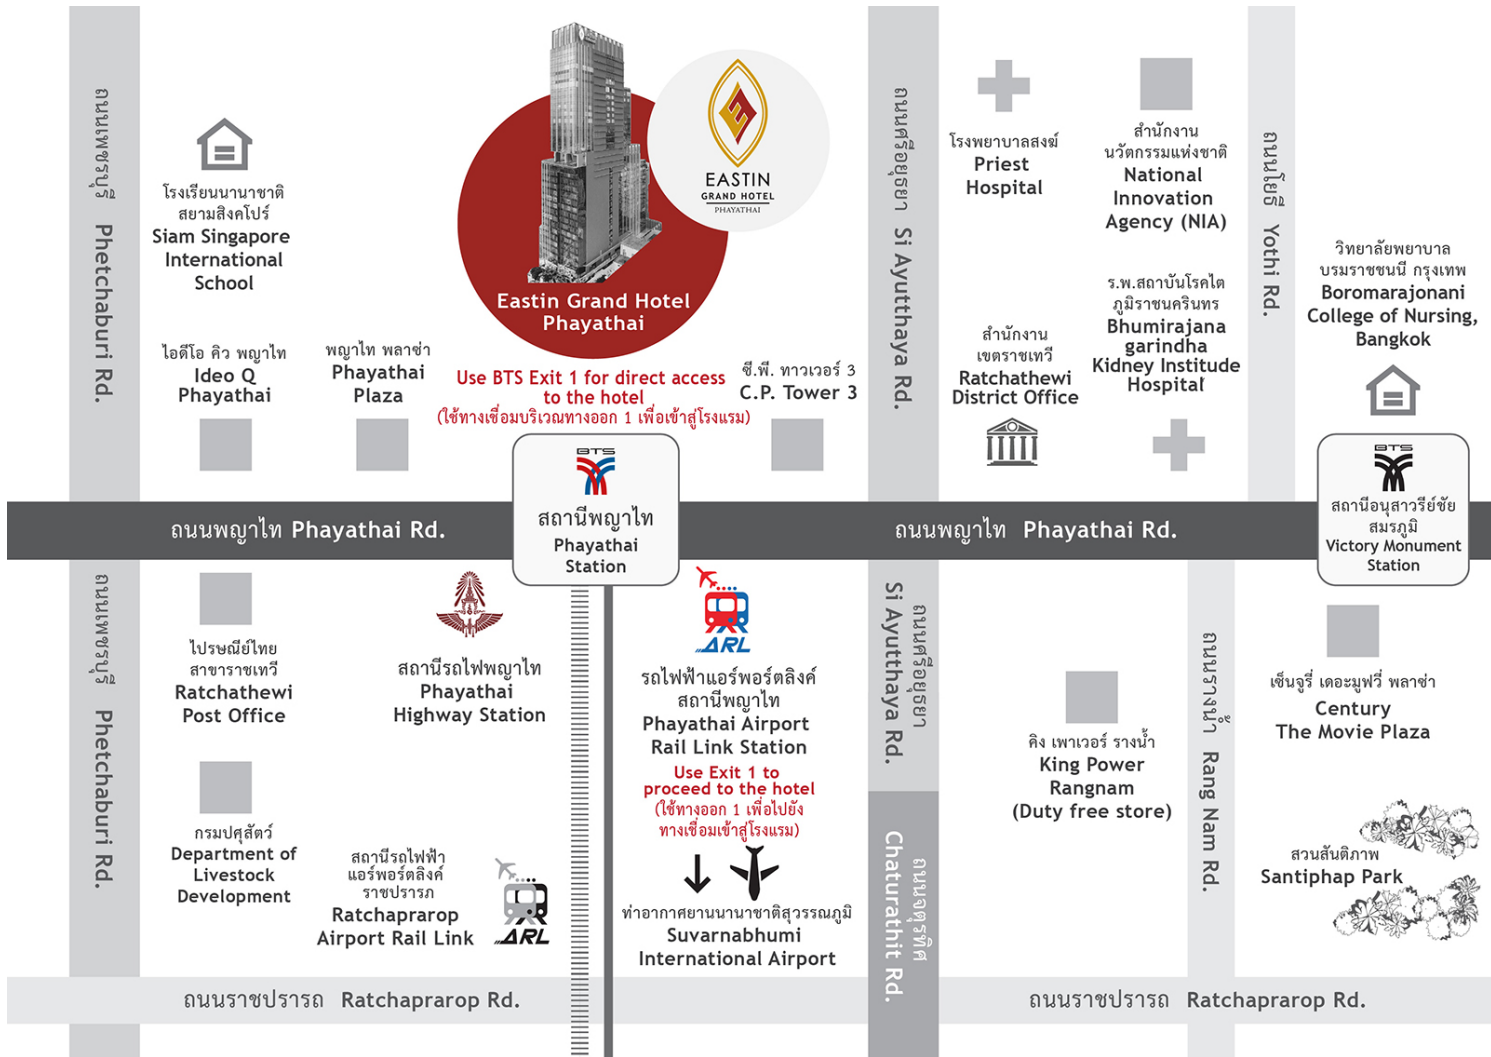 ถนนเพชรบุรี Phetchaburi Rd.
โรงเรียนนานาชาติ
สยามสิงคโปร์
Siam Singapore
International
School
ไอดีโอ คิว พญาไท
Ideo Q
Phayathai
พญาไท พลาซ่า
Phayathai
Plaza
EASTIN
GRAND HOTEL
PHAYATHAI
Eastin Grand Hotel
Phayathai
Use BTS Exit 1 for direct access
to the hotel
(ใช้ทางเชื่อมบริเวณทางออก 1 เพื่อเข้าสู่โรงแรม)
ซี.พี. ทาวเวอร์ 3
C.P. Tower 3
ถนนศรีอยุธยา Si Ayutthaya Rd.
โรงพยาบาลสงฆ์
Priest
Hospital
สำนักงาน
นวัตกรรมแห่งชาติ
National
Innovation
Agency (NIA)
สำนักงาน
เขตราชเทวี
Ratchathewi
District Office
ร.พ.สถาบันโรคไต
ภูมิราชนครินทร
Bhumirajana
garindha
Kidney Institude
Hospital
ถนนโยธี Yothi Rd.
วิทยาลัยพยาบาล
บรมราชชนนี กรุงเทพ
Boromarajonani
College of Nursing,
Bangkok
ถนนพญาไท Phayathai Rd.
BTS
สถานีพญาไท
Phayathai
Station
ถนนพญาไท Phayathai Rd.
BTS
สถานีอนุสาวรีย์ชัย
สมรภูมิ
Victory Monument
Station
ถนนเพชรบุรี Phetchaburi Rd.
ไปรษณีย์ไทย
สาขาราชเทวี
Ratchathewi
Post Office
กรมปศุสัตว์
Department of
Livestock
Development
สถานีรถไฟพญาไท
Phayathai
Highway Station
สถานีรถไฟฟ้า
แอร์พอร์ตลิงค์
ราชปรารภ
Ratchaprarop
Airport Rail Link
ARL
ARL
รถไฟฟ้าแอร์พอร์ตลิงค์
สถานีพญาไท
Phayathai Airport
Rail Link Station
Use Exit 1 to
proceed to the hotel
(ใช้ทางออก 1 เพื่อไปยัง
ทางเชื่อมเข้าสู่โรงแรม)
ท่าอากาศยานนานาชาติสุวรรณภูมิ
Suvarnabhumi
International Airport
ถนนศรีอยุธยา
Si Ayutthaya Rd.
ถนนจตุรทิศ
Chaturathit Rd.
คิง เพาเวอร์ รางน้ำ
King Power
Rangnam
(Duty free store)
ถนนรางน้ำ Rang Nam Rd.
เซ็นจูรี่ เดอะมูฟวี่ พลาซ่า
Century
The Movie Plaza
สวนสันติภาพ
Santiphap Park
ถนนราชปรารถ Ratchaprarop Rd.
ถนนราชปรารถ Ratchaprarop Rd.